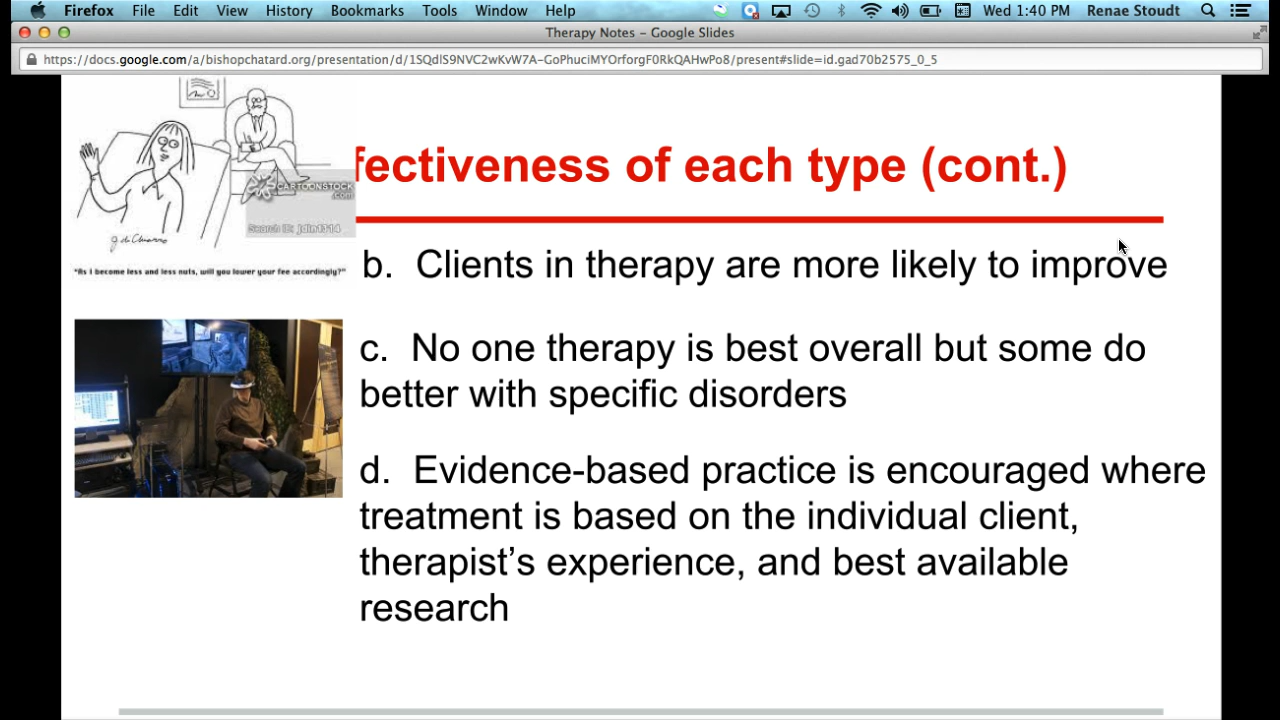 Firefox File Edit View History Bookmarks Tools Window Help Wed 1:40 PM Renae Stoudt
Therapy Notes - Google Slides
https://docs.google.com/a/bishopchatard.org/presentation/d/1SQdlS9NVC2wKvW7A-GoPhuciMYOrforgF0RkQAHwPo8/present#slide=id.gad70b2575_0_5
fectiveness of each type (cont.)
CARTOONSTOCK
.com
Search ID: jdin1314
"As I become less and less nuts, will you lower your fee accordingly?"
b. Clients in therapy are more likely to improve
c. No one therapy is best overall but some do
better with specific disorders
d. Evidence-based practice is encouraged where
treatment is based on the individual client,
therapist’s experience, and best available
research